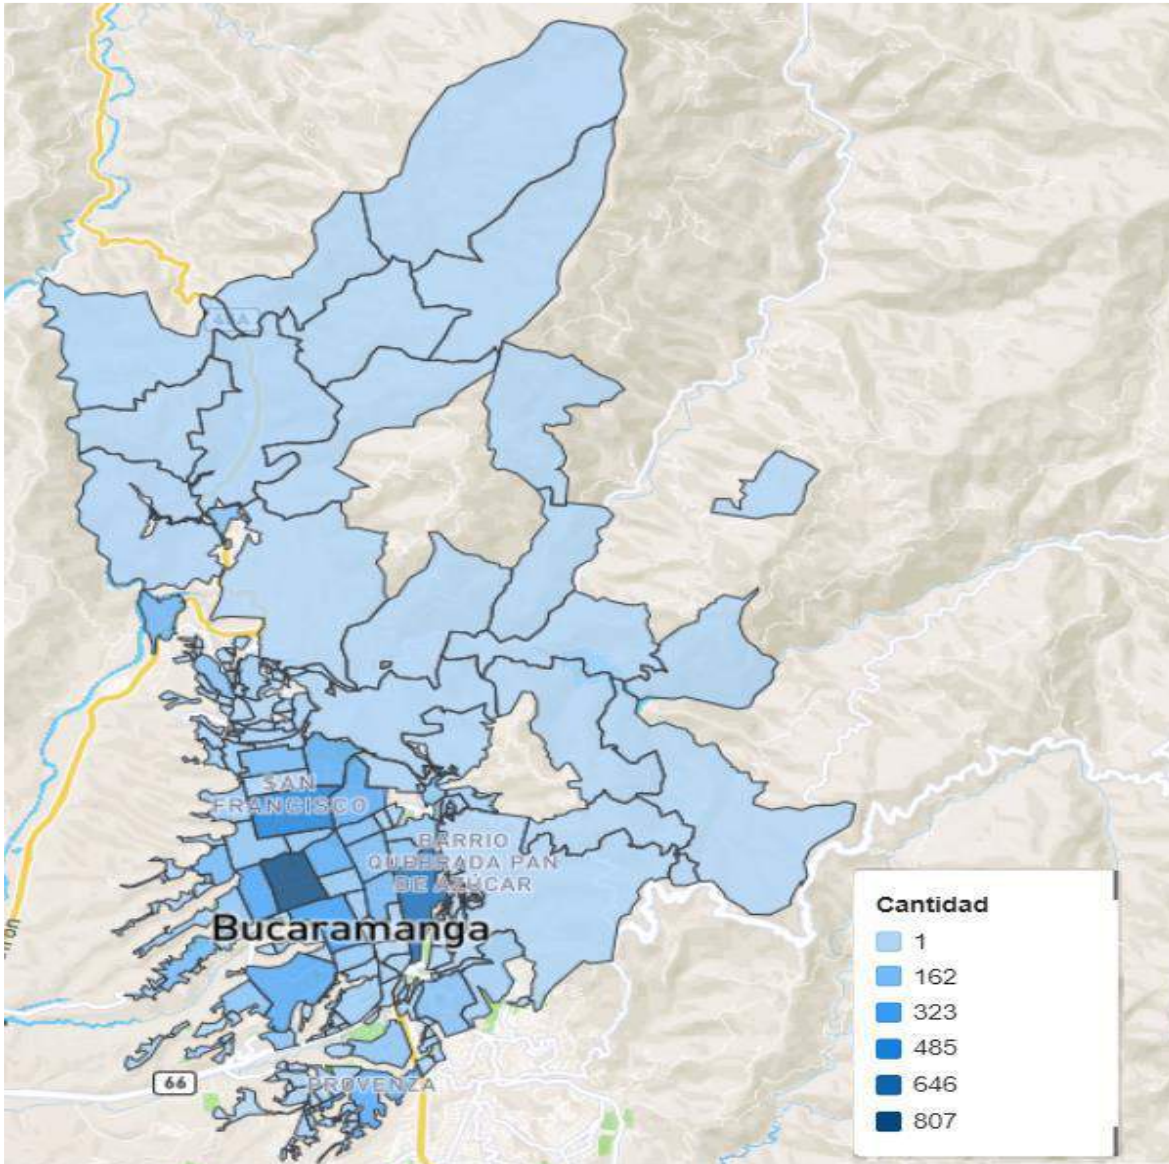 SAN
FRANCISCO
BARRIO
QUEBRADA PAN
DE AZÚCAR
Bucaramanga
66
PROVENZA
Cantidad
1
162
323
485
646
807